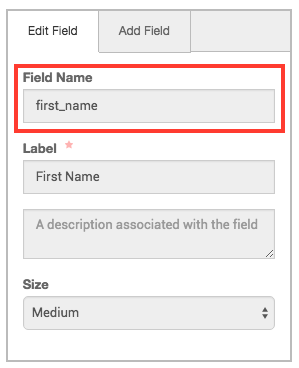 Edit Field
Add Field
Field Name
first_name
Label *
First Name
A description associated with the field
Size
Medium